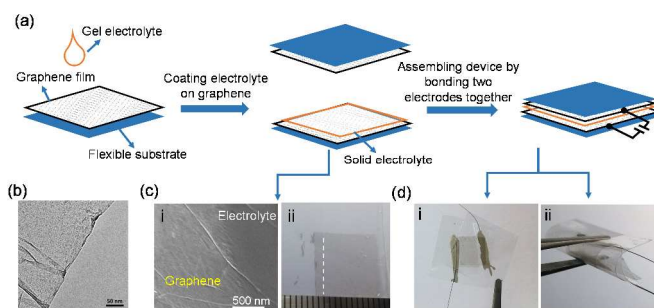 (a)
Gel electrolyte
Graphene film
Flexible substrate
Coating electrolyte
on graphene
Solid electrolyte
Assembling device by
bonding two
electrodes together
(b)
50 nm
(c)
i
Electrolyte
Graphene
500 nm
ii
(d)
i
ii